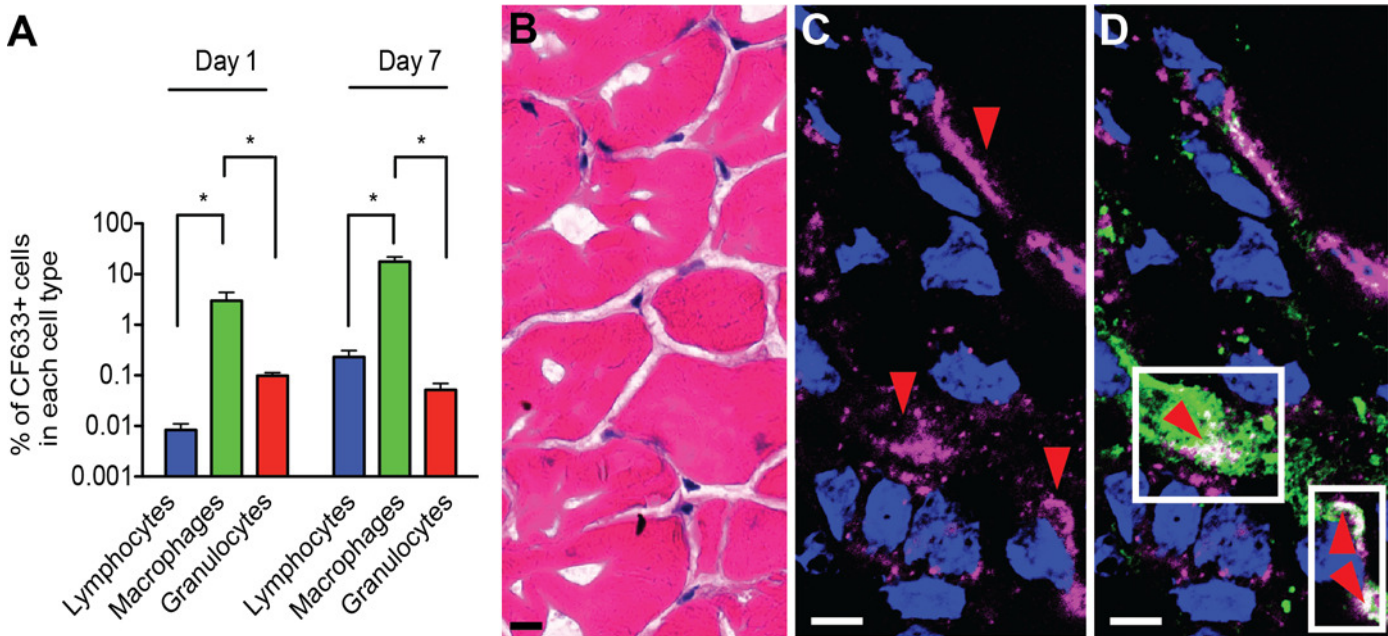 A
B
C
D
Day 1
Day 7
*
*
*
*
% of CF633+ cells
in each cell type
100
10
1
0.1
0.01
0.001
Lymphocytes
Macrophages
Granulocytes
Lymphocytes
Macrophages
Granulocytes